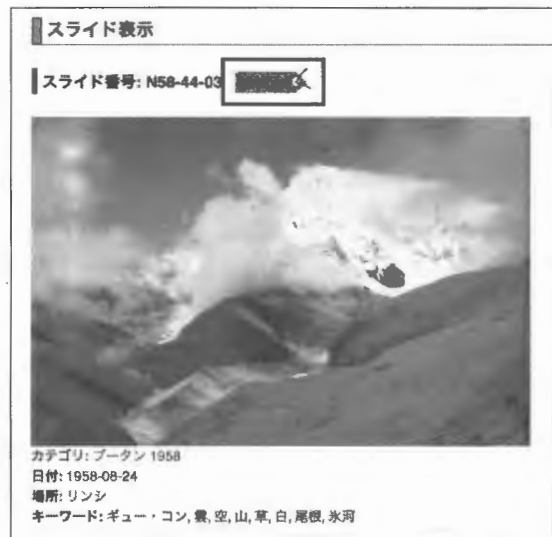 スライド表示
スライド番号: N58-44-03
カテゴリ: ブータン 1958
日付: 1958-08-24
場所: リンシ
キーワード: ギュー・コン, 雲, 空, 山, 草, 白, 尾根, 氷河